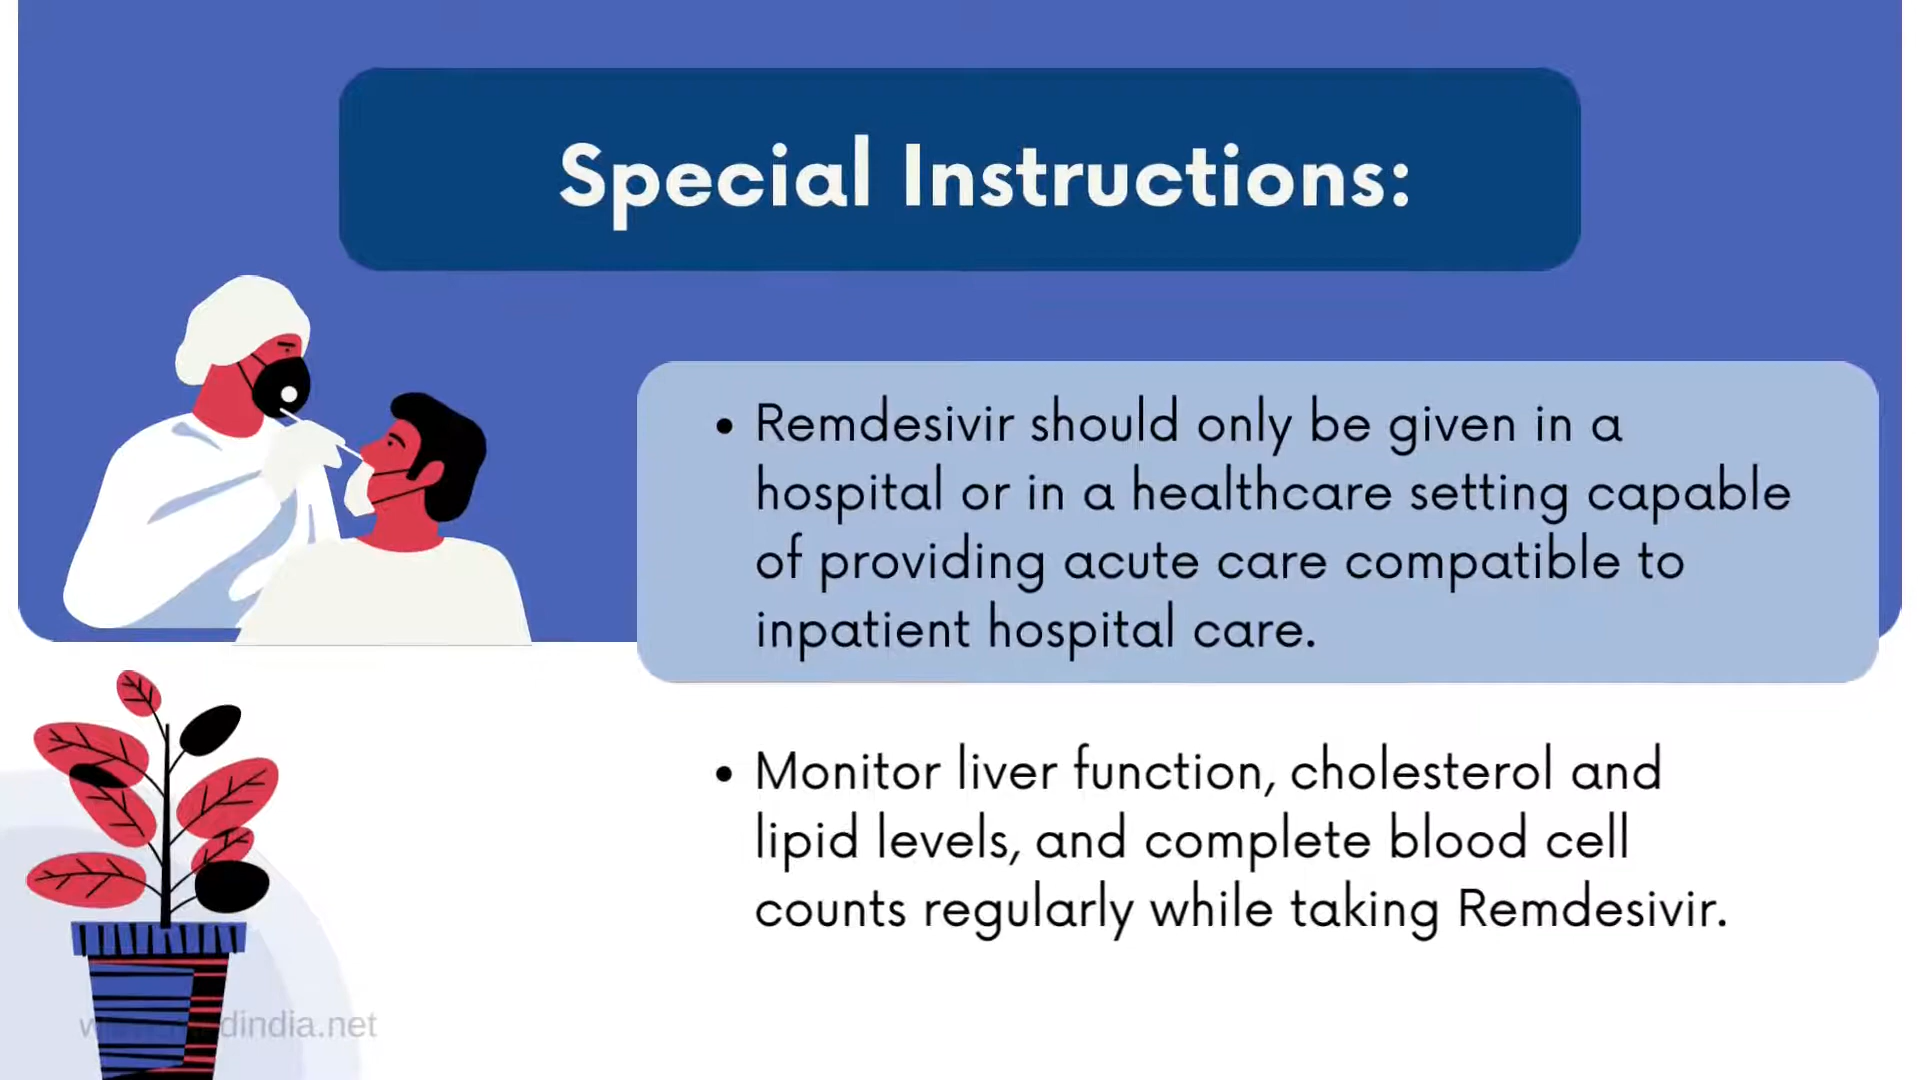 Special Instructions:
• Remdesivir should only be given in a
hospital or in a healthcare setting capable
of providing acute care compatible to
inpatient hospital care.
• Monitor liver function, cholesterol and
lipid levels, and complete blood cell
counts regularly while taking Remdesivir.
www.medindia.net